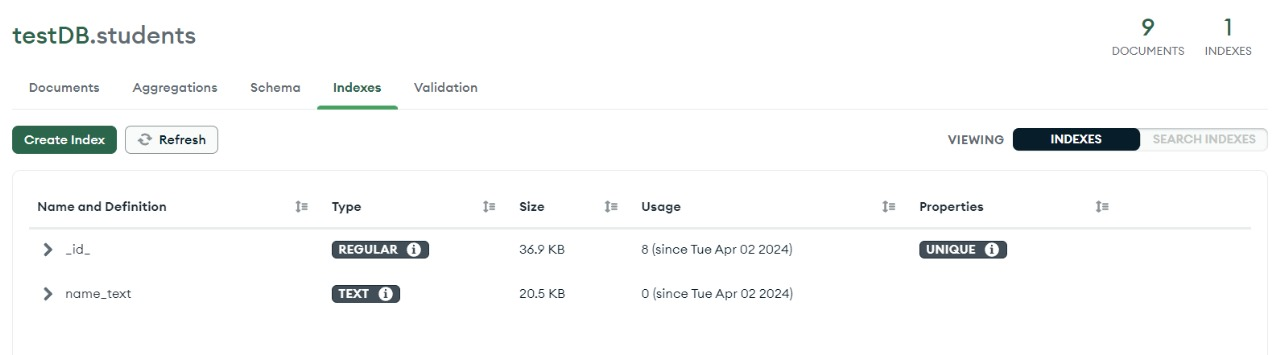 testDB.students
9 1
DOCUMENTS INDEXES
Documents Aggregations Schema Indexes Validation
Create Index Refresh VIEWING INDEXES SEARCH INDEXES
Name and Definition Type Size Usage Properties
_id_ REGULAR 36.9 KB 8 (since Tue Apr 02 2024) UNIQUE
name_text TEXT 20.5 KB 0 (since Tue Apr 02 2024)